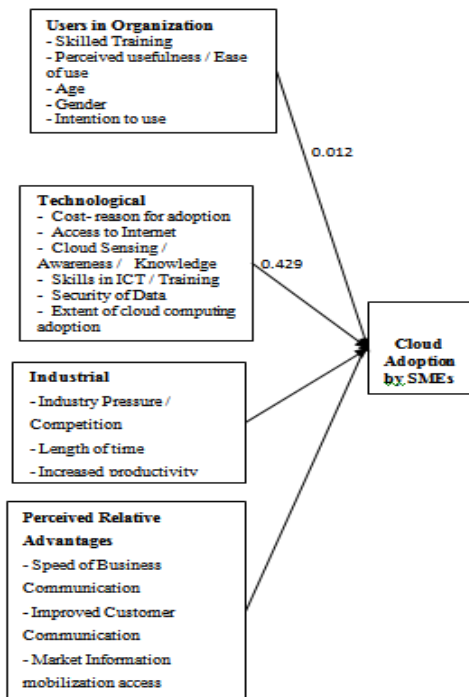 Users in Organization
- Skilled Training
- Perceived usefulness / Ease
of use
- Age
- Gender
- Intention to use
0.012
Technological
- Cost- reason for adoption
- Access to Internet
- Cloud Sensing /
Awareness / Knowledge
- Skills in ICT / Training
- Security of Data
- Extent of cloud computing
adoption
0.429
Cloud
Adoption
by SMEs
Industrial
- Industry Pressure /
Competition
- Length of time
- Increased productivity
Perceived Relative
Advantages
- Speed of Business
Communication
- Improved Customer
Communication
- Market Information
mobilization access